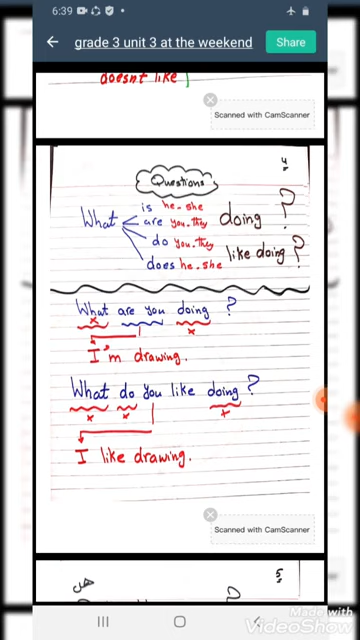 6:39
grade 3 unit 3 at the weekend
Share
doesn't like
Scanned with CamScanner
4
Questions
is he - she
What are you - they doing ?
do you - they
does he - she like doing ?
What are you doing ?
I'm drawing.
What do you like doing?
I like drawing.
Scanned with CamScanner
5
هل
?
Made with
VideoShow